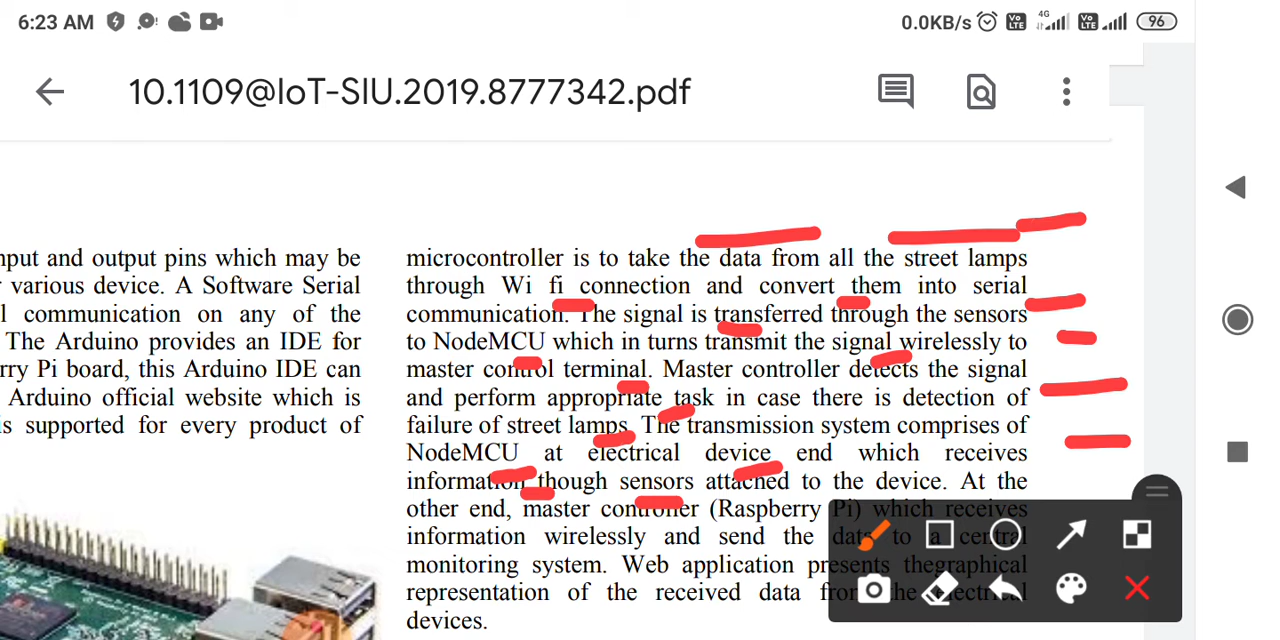 6:23 AM
0.0KB/s 4G 96
10.1109@IoT-SIU.2019.8777342.pdf
nput and output pins which may be
various device. A Software Serial
l communication on any of the
The Arduino provides an IDE for
rry Pi board, this Arduino IDE can
Arduino official website which is
is supported for every product of
microcontroller is to take the data from all the street lamps
through Wi fi connection and convert them into serial
communication. The signal is transferred through the sensors
to NodeMCU which in turns transmit the signal wirelessly to
master control terminal. Master controller detects the signal
and perform appropriate task in case there is detection of
failure of street lamps. The transmission system comprises of
NodeMCU at electrical device end which receives
information though sensors attached to the device. At the
other end, master controller (Raspberry Pi) which receives
information wirelessly and send the data to a central
monitoring system. Web application presents thegraphical
representation of the received data from the electrical
devices.